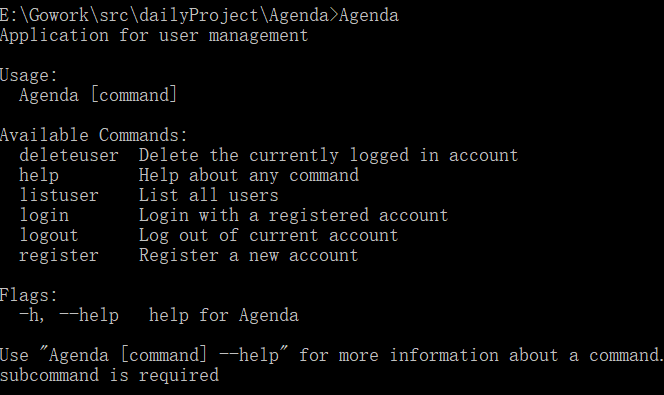 E:\Gowork\src\dailyProject\Agenda>Agenda
Application for user management
Usage:
  Agenda [command]
Available Commands:
  deleteuser  Delete the currently logged in account
  help        Help about any command
  listuser    List all users
  login       Login with a registered account
  logout      Log out of current account
  register    Register a new account
Flags:
  -h, --help   help for Agenda
Use "Agenda [command] --help" for more information about a command.
subcommand is required